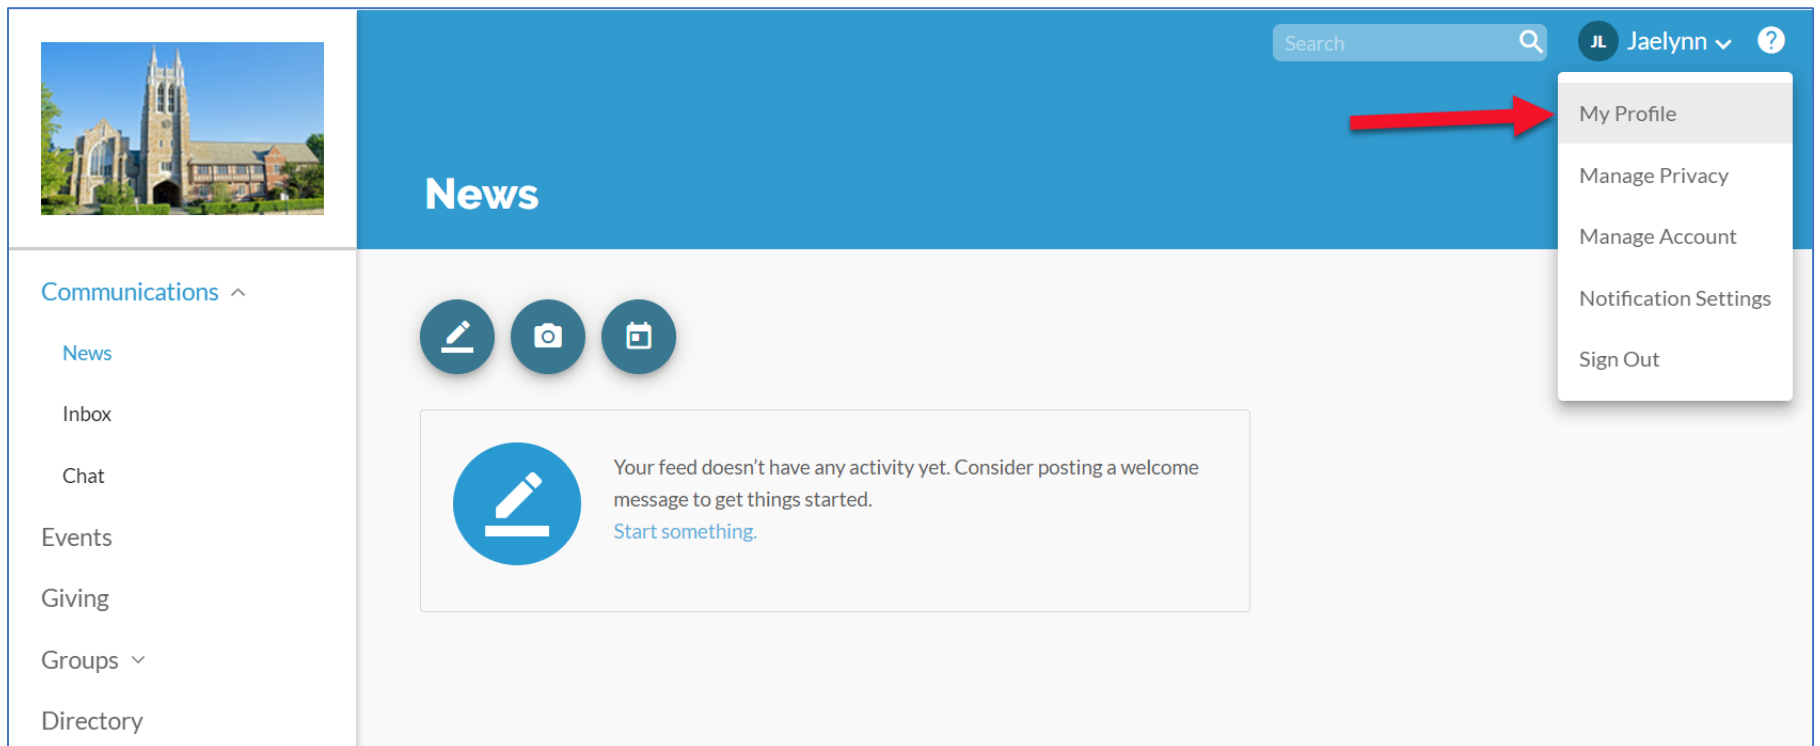 Search
JL Jaelynn
?
My Profile
Manage Privacy
Manage Account
Notification Settings
Sign Out
News
Communications
News
Inbox
Chat
Events
Giving
Groups
Directory
Your feed doesn't have any activity yet. Consider posting a welcome
message to get things started.
Start something.